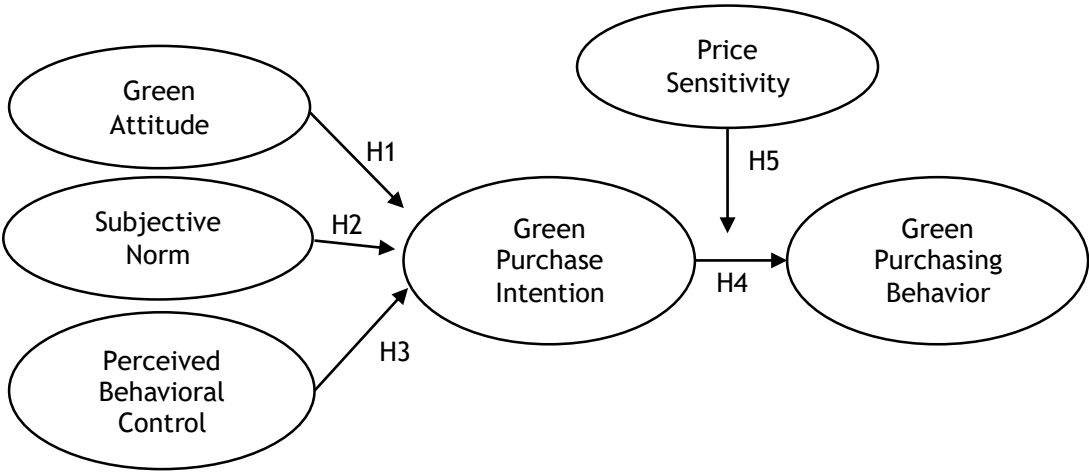 Green
Attitude
H1
Subjective
Norm
H2
Perceived
Behavioral
Control
H3
Green
Purchase
Intention
Price
Sensitivity
H5
H4
Green
Purchasing
Behavior